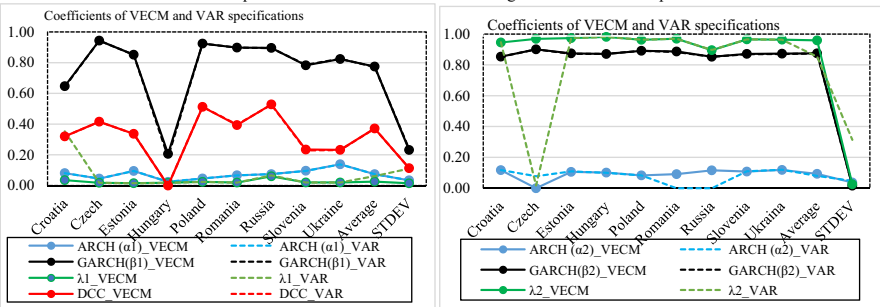 Coefficients of VECM and VAR specifications
1.00
0.80
0.60
0.40
0.20
0.00
Croatia
Czech
Estonia
Hungary
Poland
Romania
Russia
Slovenia
Ukraine
Average
STDEV
ARCH (α1)_VECM
ARCH (α1)_VAR
GARCH(β1)_VECM
GARCH(β1)_VAR
λ1_VECM
λ1_VAR
DCC_VECM
DCC_VAR
Coefficients of VECM and VAR specifications
1.00
0.80
0.60
0.40
0.20
0.00
Croatia
Czech
Estonia
Hungary
Poland
Romania
Russia
Slovenia
Ukraina
Average
STDEV
ARCH (α2)_VECM
ARCH (α2)_VAR
GARCH(β2)_VECM
GARCH(β2)_VAR
λ2_VECM
λ2_VAR